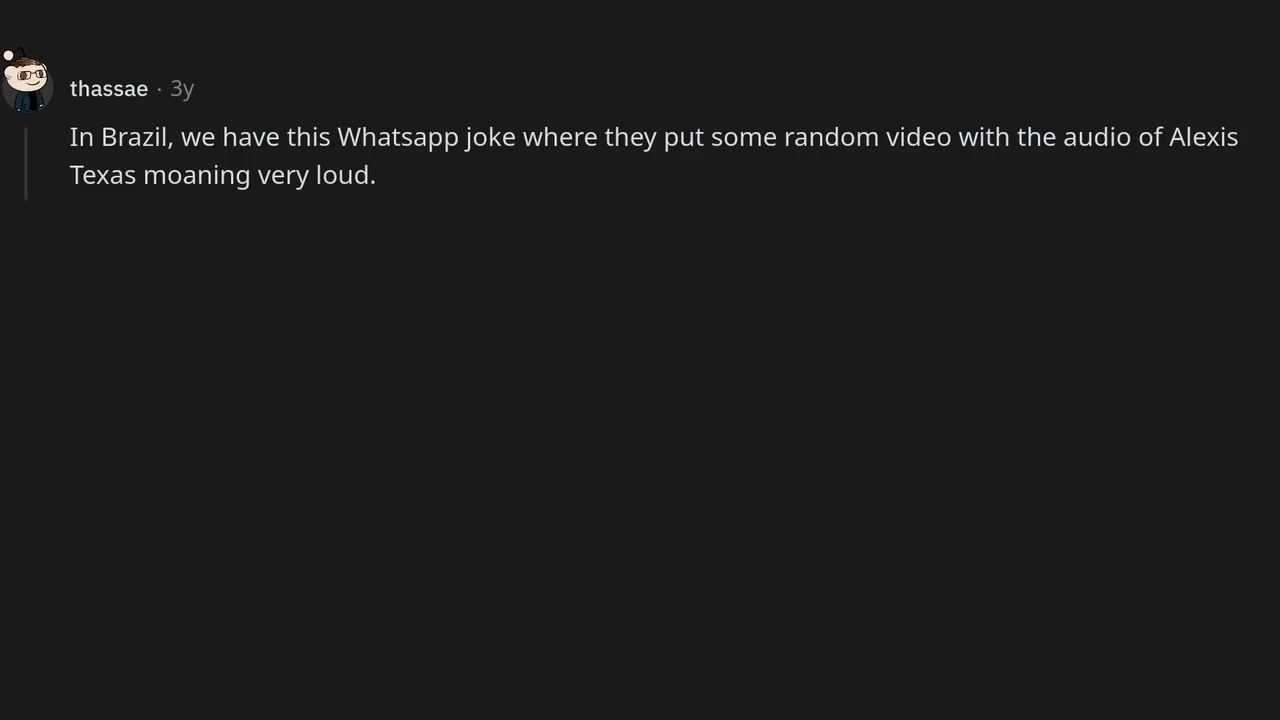 thassae · 3y
In Brazil, we have this Whatsapp joke where they put some random video with the audio of Alexis
Texas moaning very loud.